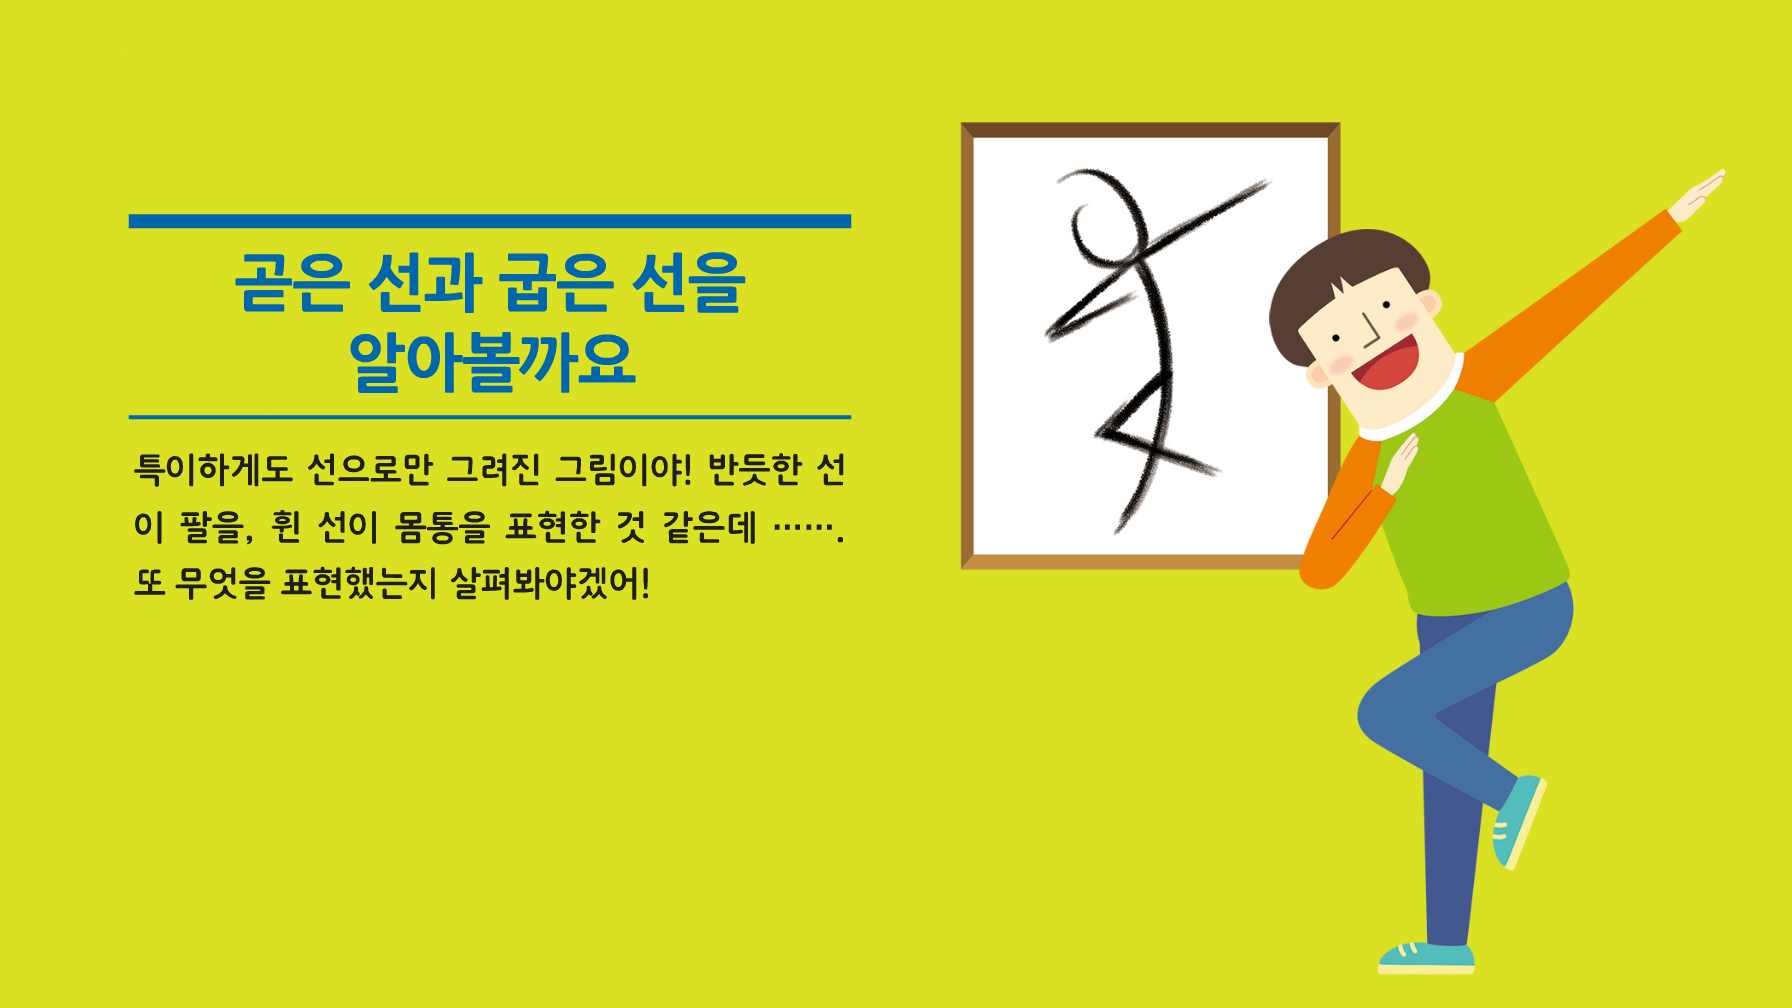 곧은 선과 굽은 선을
알아볼까요
특이하게도 선으로만 그려진 그림이야! 반듯한 선
이 팔을, 휜 선이 몸통을 표현한 것 같은데 …….
또 무엇을 표현했는지 살펴봐야겠어!